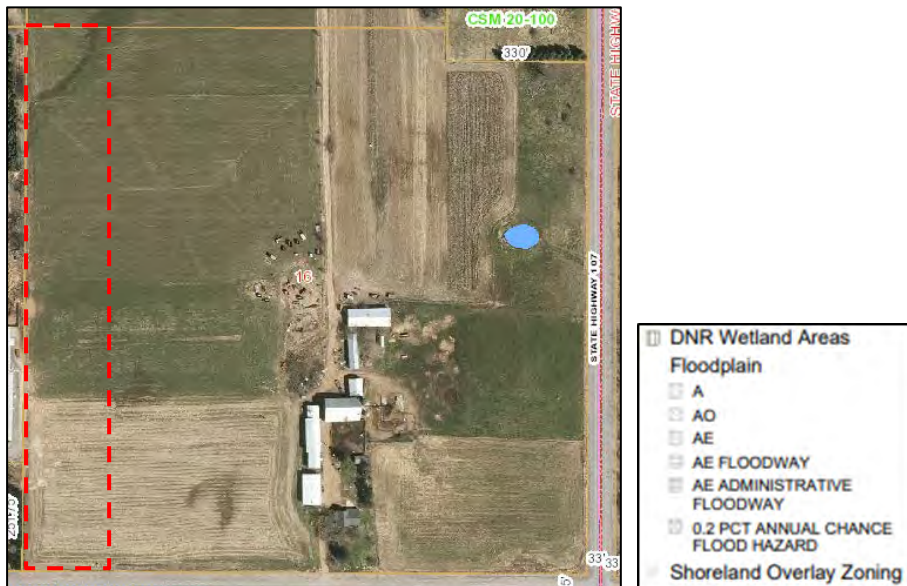 CSM 20-100
330'
STATE HIGHW
16
STATE HIGHWAY 107
33'
33
DNR Wetland Areas
Floodplain
A
AO
AE
AE FLOODWAY
AE ADMINISTRATIVE
FLOODWAY
0.2 PCT ANNUAL CHANCE
FLOOD HAZARD
Shoreland Overlay Zoning